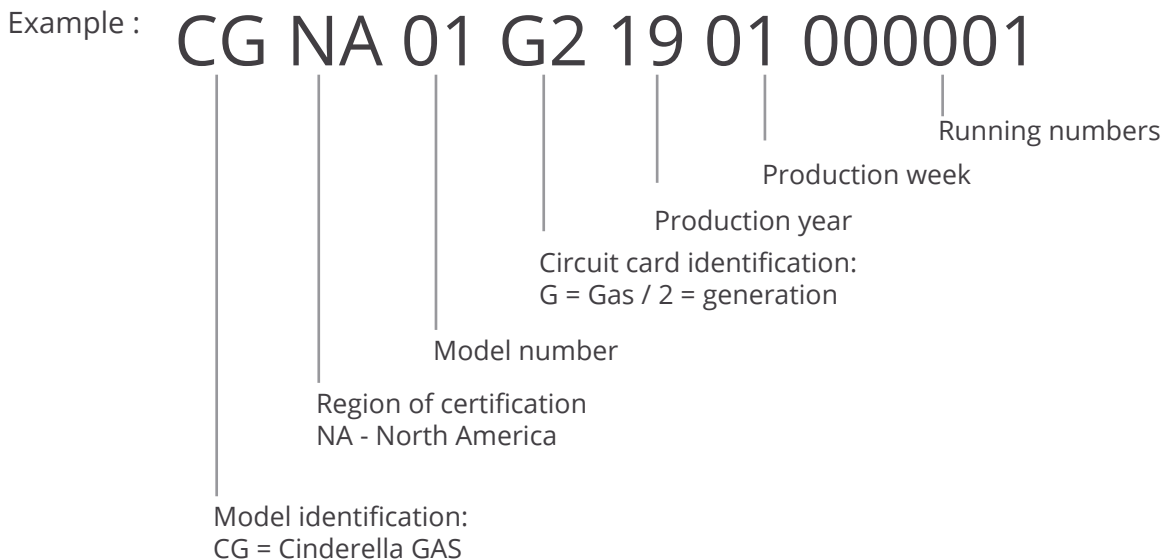 Example :
CG NA 01 G2 19 01 000001
Running numbers
Production week
Production year
Circuit card identification:
G = Gas / 2 = generation
Model number
Region of certification
NA - North America
Model identification:
CG = Cinderella GAS